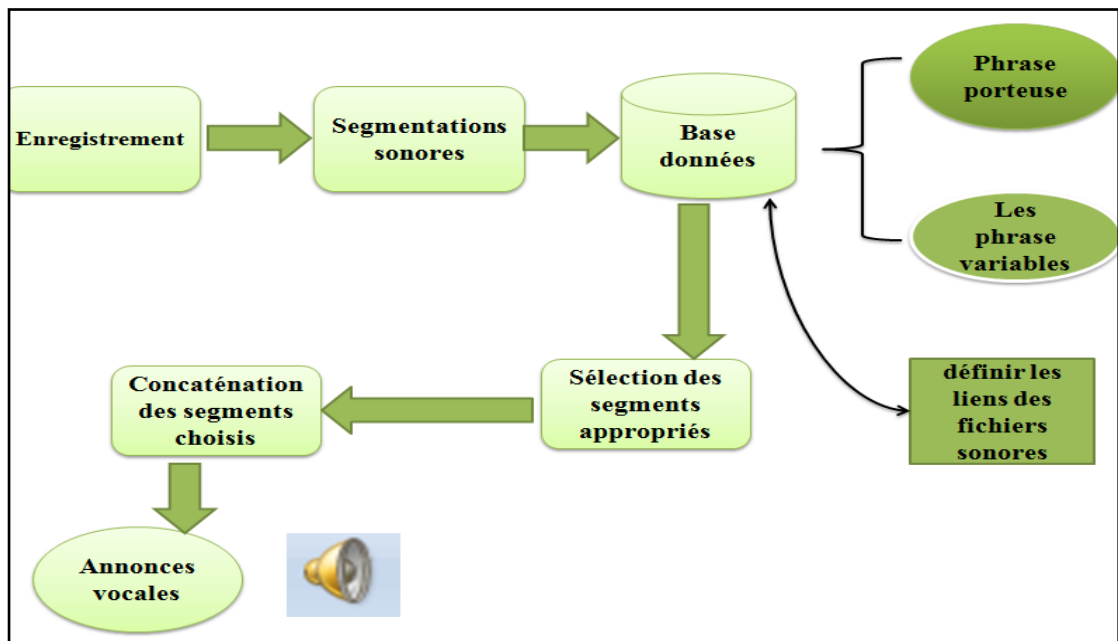 Enregistrement
Segmentations
sonores
Base
données
Phrase
porteuse
Les
phrase
variables
définir les
liens des
fichiers
sonores
Sélection des
segments
appropriés
Concaténation
des segments
choisis
Annonces
vocales